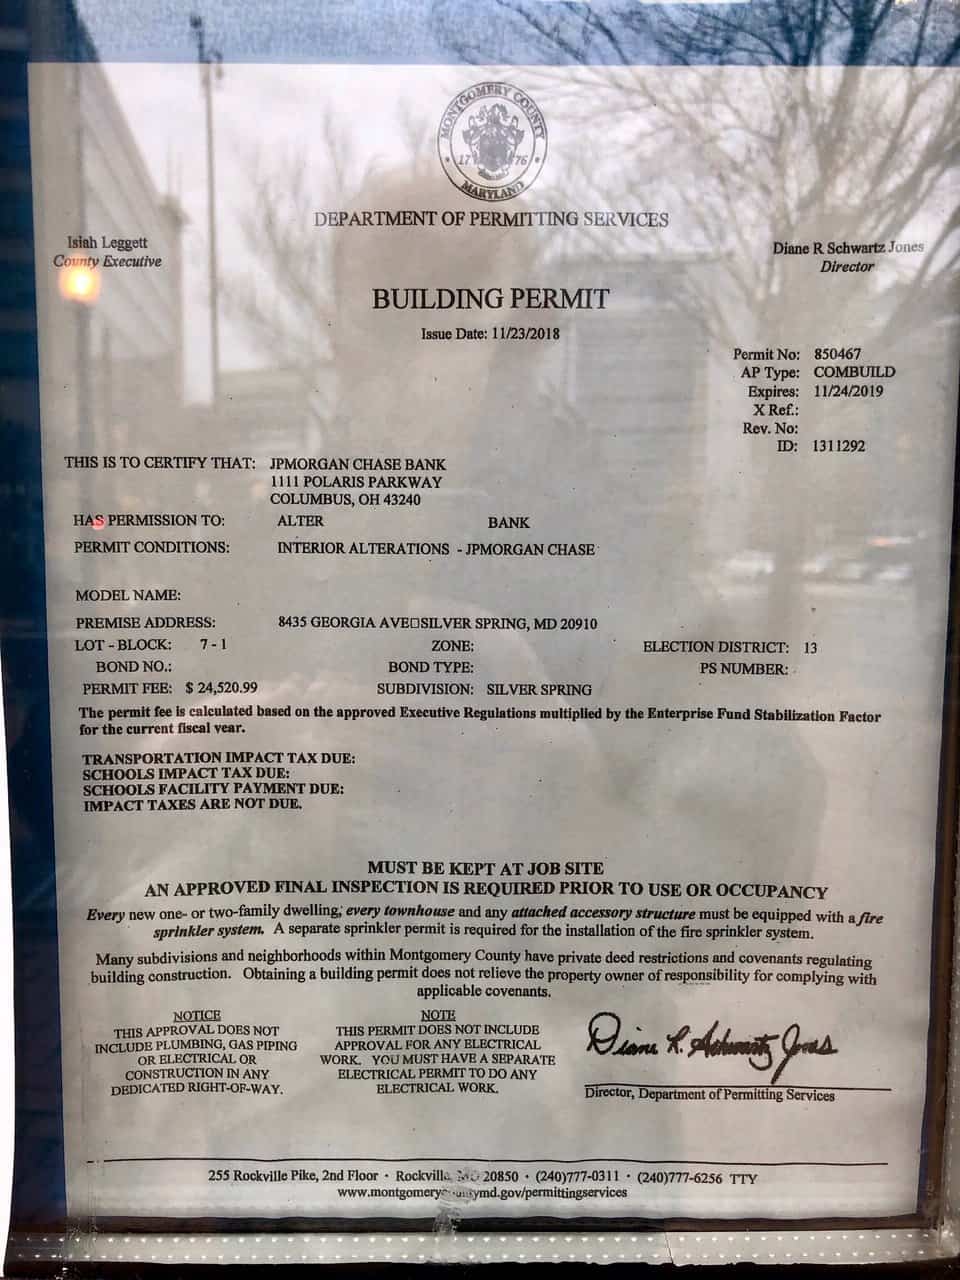 MONTGOMERY COUNTY
17 76
MARYLAND
DEPARTMENT OF PERMITTING SERVICES
Isiah Leggett
County Executive
Diane R Schwartz Jones
Director
BUILDING PERMIT
Issue Date: 11/23/2018
Permit No: 850467
AP Type: COMBUILD
Expires: 11/24/2019
X Ref.:
Rev. No:
ID: 1311292
THIS IS TO CERTIFY THAT: JPMORGAN CHASE BANK
1111 POLARIS PARKWAY
COLUMBUS, OH 43240
HAS PERMISSION TO: ALTER BANK
PERMIT CONDITIONS: INTERIOR ALTERATIONS - JPMORGAN CHASE
MODEL NAME:
PREMISE ADDRESS: 8435 GEORGIA AVE□SILVER SPRING, MD 20910
LOT - BLOCK: 7 - 1 ZONE: ELECTION DISTRICT: 13
BOND NO.: BOND TYPE: PS NUMBER:
PERMIT FEE: $ 24,520.99 SUBDIVISION: SILVER SPRING
The permit fee is calculated based on the approved Executive Regulations multiplied by the Enterprise Fund Stabilization Factor
for the current fiscal year.
TRANSPORTATION IMPACT TAX DUE:
SCHOOLS IMPACT TAX DUE:
SCHOOLS FACILITY PAYMENT DUE:
IMPACT TAXES ARE NOT DUE.
MUST BE KEPT AT JOB SITE
AN APPROVED FINAL INSPECTION IS REQUIRED PRIOR TO USE OR OCCUPANCY
Every new one- or two-family dwelling, every townhouse and any attached accessory structure must be equipped with a fire
sprinkler system. A separate sprinkler permit is required for the installation of the fire sprinkler system.
Many subdivisions and neighborhoods within Montgomery County have private deed restrictions and covenants regulating
building construction. Obtaining a building permit does not relieve the property owner of responsibility for complying with
applicable covenants.
NOTICE
THIS APPROVAL DOES NOT
INCLUDE PLUMBING, GAS PIPING
OR ELECTRICAL OR
CONSTRUCTION IN ANY
DEDICATED RIGHT-OF-WAY.
NOTE
THIS PERMIT DOES NOT INCLUDE
APPROVAL FOR ANY ELECTRICAL
WORK. YOU MUST HAVE A SEPARATE
ELECTRICAL PERMIT TO DO ANY
ELECTRICAL WORK.
Diane R. Schwartz Jones
Director, Department of Permitting Services
255 Rockville Pike, 2nd Floor · Rockville, MD 20850 · (240)777-0311 · (240)777-6256 TTY
www.montgomerycountymd.gov/permittingservices